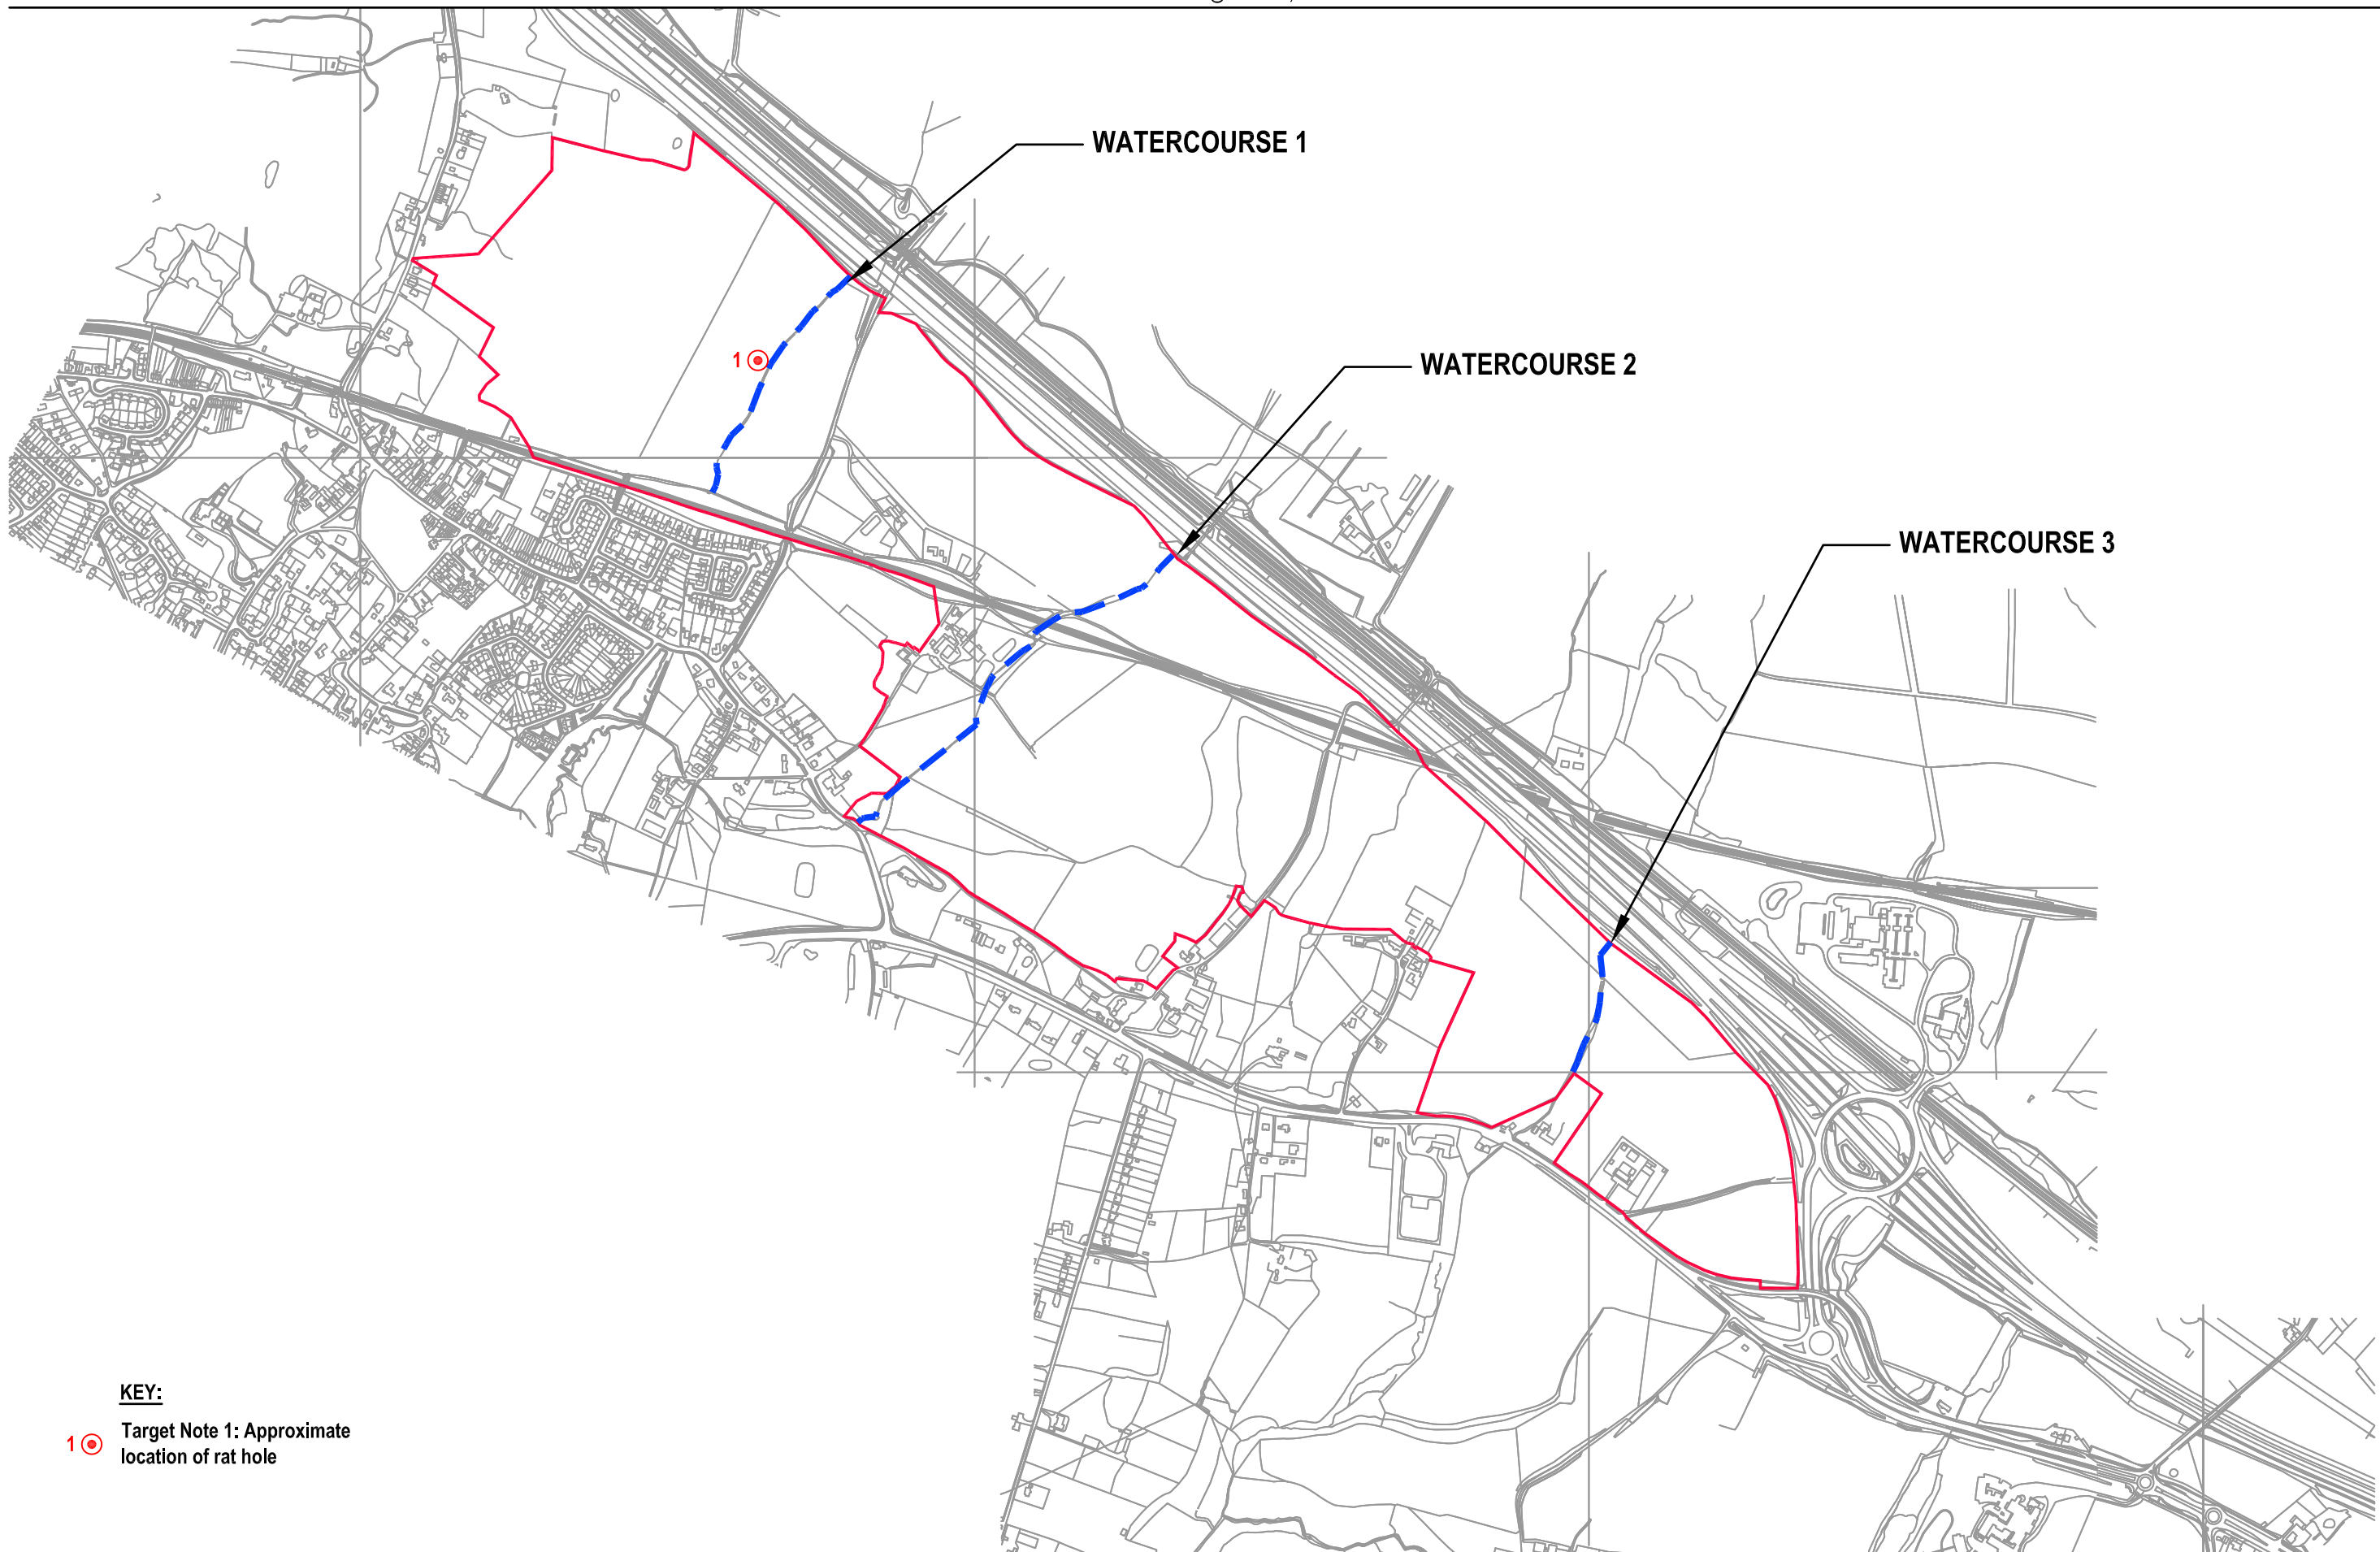 WATERCOURSE 1
WATERCOURSE 2
WATERCOURSE 3
1
KEY:
1
Target Note 1: Approximate
location of rat hole